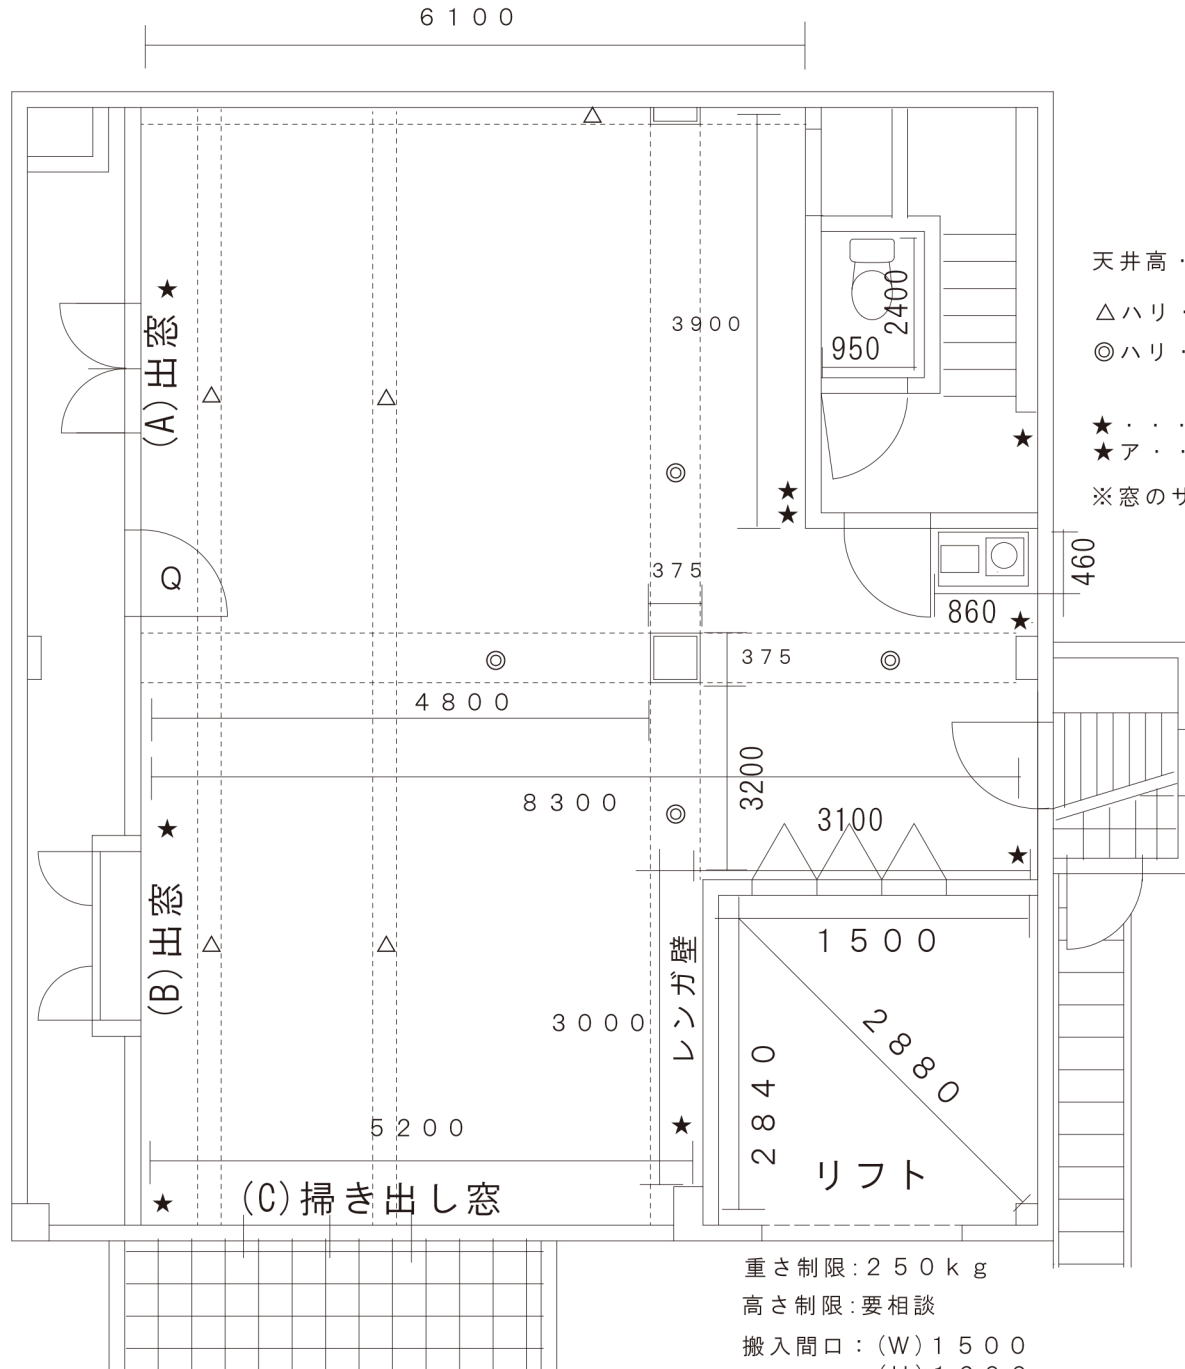 6100
天井高・
△ハリ・
◎ハリ・
★・・・
★ア・・
※窓のサ
★
(A)出窓
3900
2400
950
★
★
★
Q
375
460
860
★
375
4800
3200
8300
3100
★
★
(B)出窓
1500
レンガ壁
3000
2880
2840
5200
★
リフト
★
(C)掃き出し窓
重さ制限:250kg
高さ制限:要相談
搬入間口:(W)1500